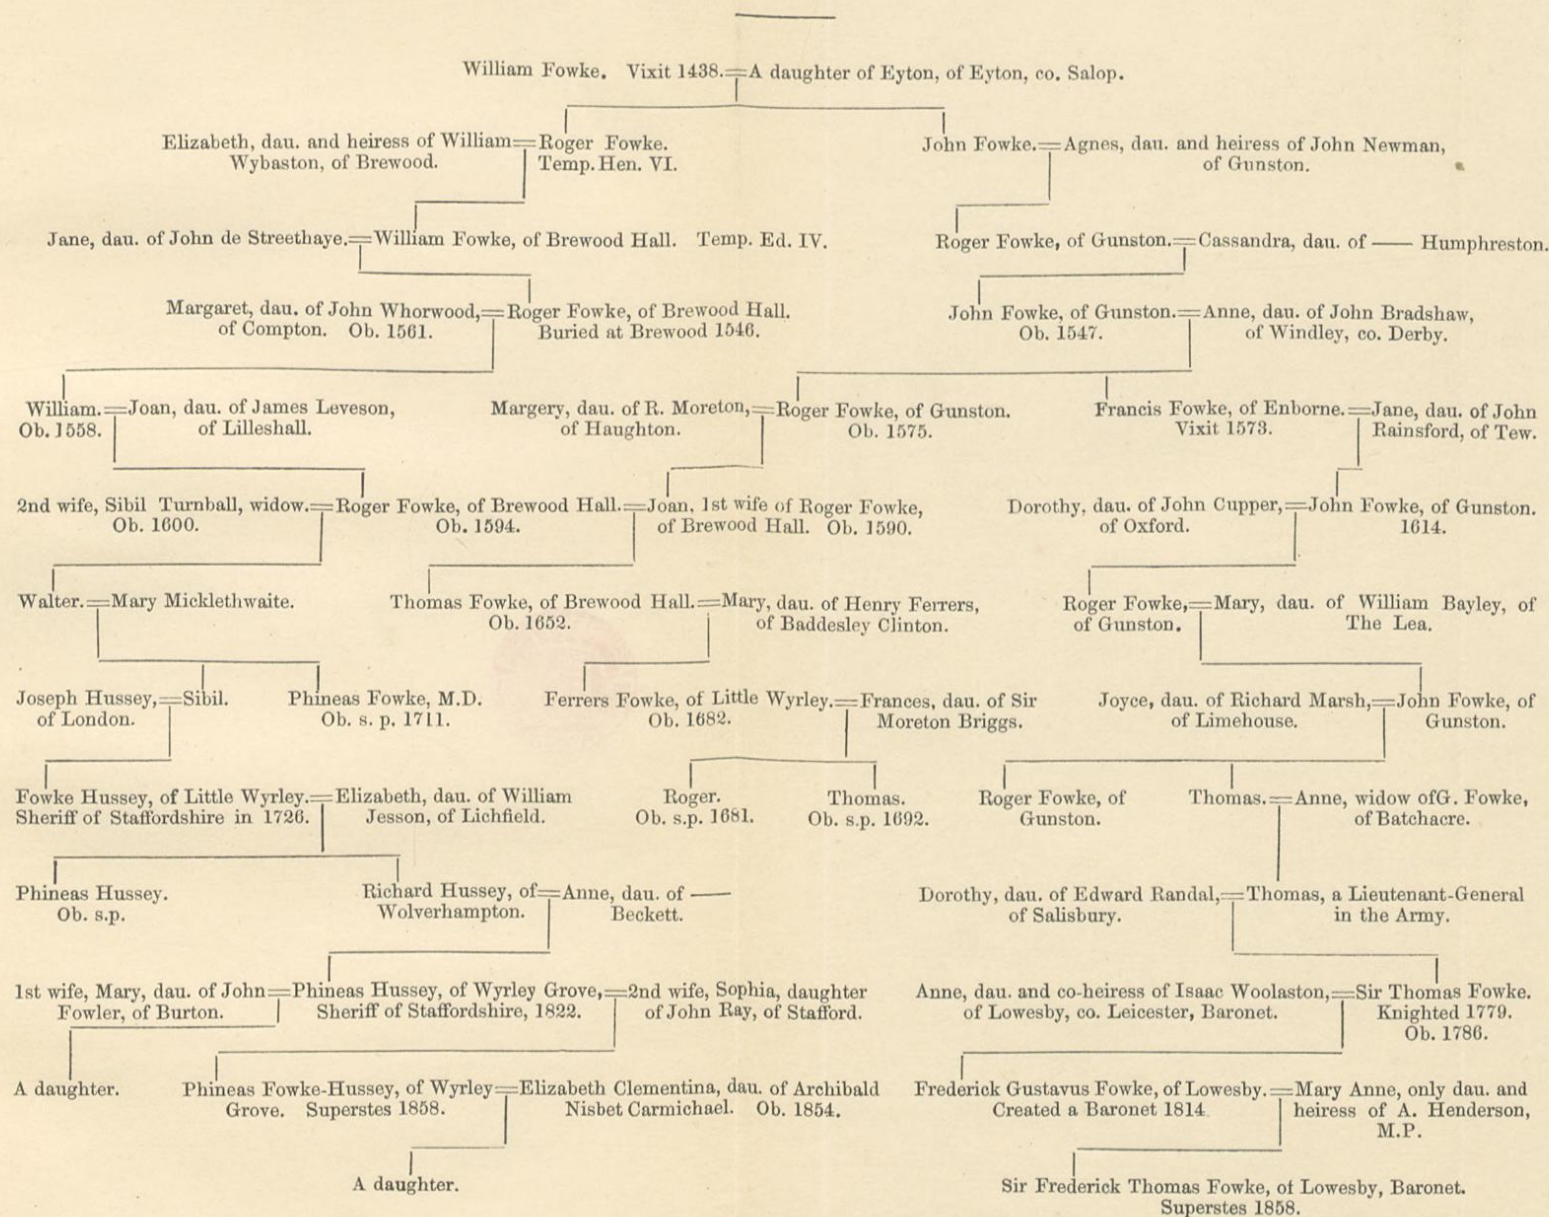 William Fowke. Vixit 1438.=A daughter of Eyton, of Eyton, co. Salop.
Elizabeth, dau. and heiress of William=Roger Fowke.
Wybaston, of Brewood. Temp. Hen. VI.
John Fowke.=Agnes, dau. and heiress of John Newman,
of Gunston.
Jane, dau. of John de Streethaye.=William Fowke, of Brewood Hall. Temp. Ed. IV.
Roger Fowke, of Gunston.=Cassandra, dau. of —— Humphreston.
Margaret, dau. of John Whorwood,=Roger Fowke, of Brewood Hall.
of Compton. Ob. 1561. Buried at Brewood 1546.
John Fowke, of Gunston.=Anne, dau. of John Bradshaw,
Ob. 1547. of Windley, co. Derby.
William.=Joan, dau. of James Leveson,
Ob. 1558. of Lilleshall.
Margery, dau. of R. Moreton,=Roger Fowke, of Gunston.
of Haughton. Ob. 1575.
Francis Fowke, of Enborne.=Jane, dau. of John
Vixit 1573. Rainsford, of Tew.
2nd wife, Sibil Turnball, widow.=Roger Fowke, of Brewood Hall.=Joan, 1st wife of Roger Fowke,
Ob. 1600. Ob. 1594. of Brewood Hall. Ob. 1590.
Dorothy, dau. of John Cupper,=John Fowke, of Gunston.
of Oxford. 1614.
Walter.=Mary Micklethwaite.
Thomas Fowke, of Brewood Hall.=Mary, dau. of Henry Ferrers,
Ob. 1652. of Baddesley Clinton.
Roger Fowke,=Mary, dau. of William Bayley, of
of Gunston. The Lea.
Joseph Hussey,=Sibil.
of London.
Phineas Fowke, M.D.
Ob. s. p. 1711.
Ferrers Fowke, of Little Wyrley.=Frances, dau. of Sir
Ob. 1682. Moreton Briggs.
Joyce, dau. of Richard Marsh,=John Fowke, of
of Limehouse. Gunston.
Fowke Hussey, of Little Wyrley.=Elizabeth, dau. of William
Sheriff of Staffordshire in 1726. Jesson, of Lichfield.
Roger.
Ob. s.p. 1681.
Thomas.
Ob. s.p. 1692.
Roger Fowke, of
Gunston.
Thomas.=Anne, widow of G. Fowke,
of Batchacre.
Phineas Hussey.
Ob. s.p.
Richard Hussey, of=Anne, dau. of ——
Wolverhampton. Beckett.
Dorothy, dau. of Edward Randal,=Thomas, a Lieutenant-General
of Salisbury. in the Army.
1st wife, Mary, dau. of John=Phineas Hussey, of Wyrley Grove,=2nd wife, Sophia, daughter
Fowler, of Burton. Sheriff of Staffordshire, 1822. of John Ray, of Stafford.
Anne, dau. and co-heiress of Isaac Woolaston,=Sir Thomas Fowke.
of Lowesby, co. Leicester, Baronet. Knighted 1779.
Ob. 1786.
A daughter.
Phineas Fowke-Hussey, of Wyrley=Elizabeth Clementina, dau. of Archibald
Grove. Superstes 1858. Nisbet Carmichael. Ob. 1854.
Frederick Gustavus Fowke, of Lowesby.=Mary Anne, only dau. and
Created a Baronet 1814 heiress of A. Henderson,
M.P.
A daughter.
Sir Frederick Thomas Fowke, of Lowesby, Baronet.
Superstes 1858.